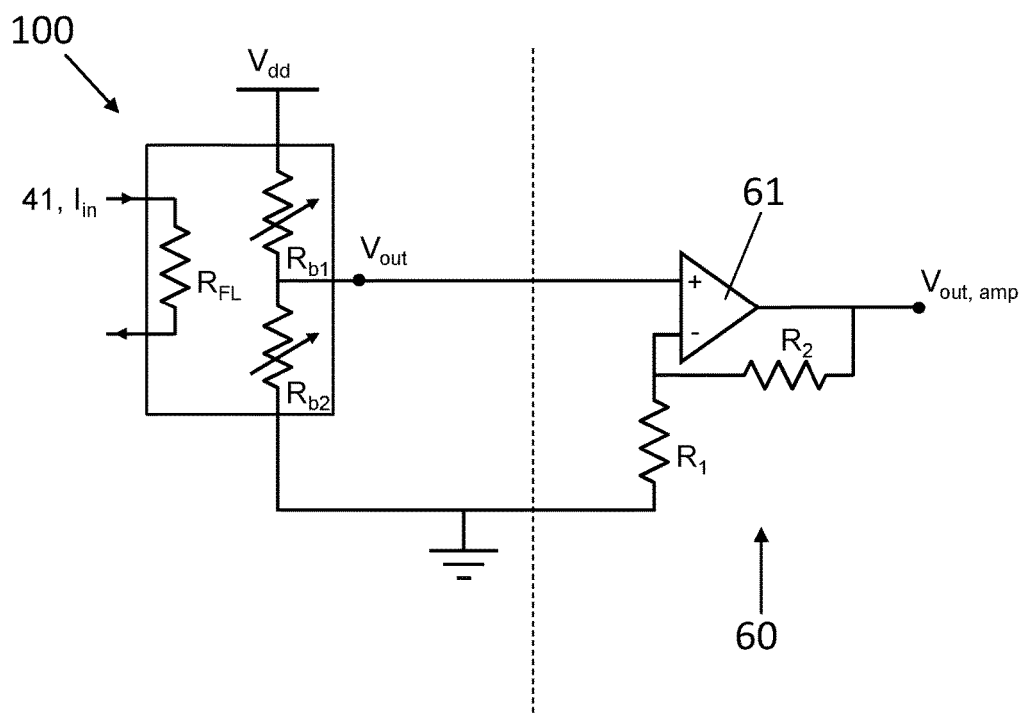 100
Vdd
41, Iin
Rb1
Vout
RFL
Rb2
61
+
-
Vout, amp
R2
R1
60